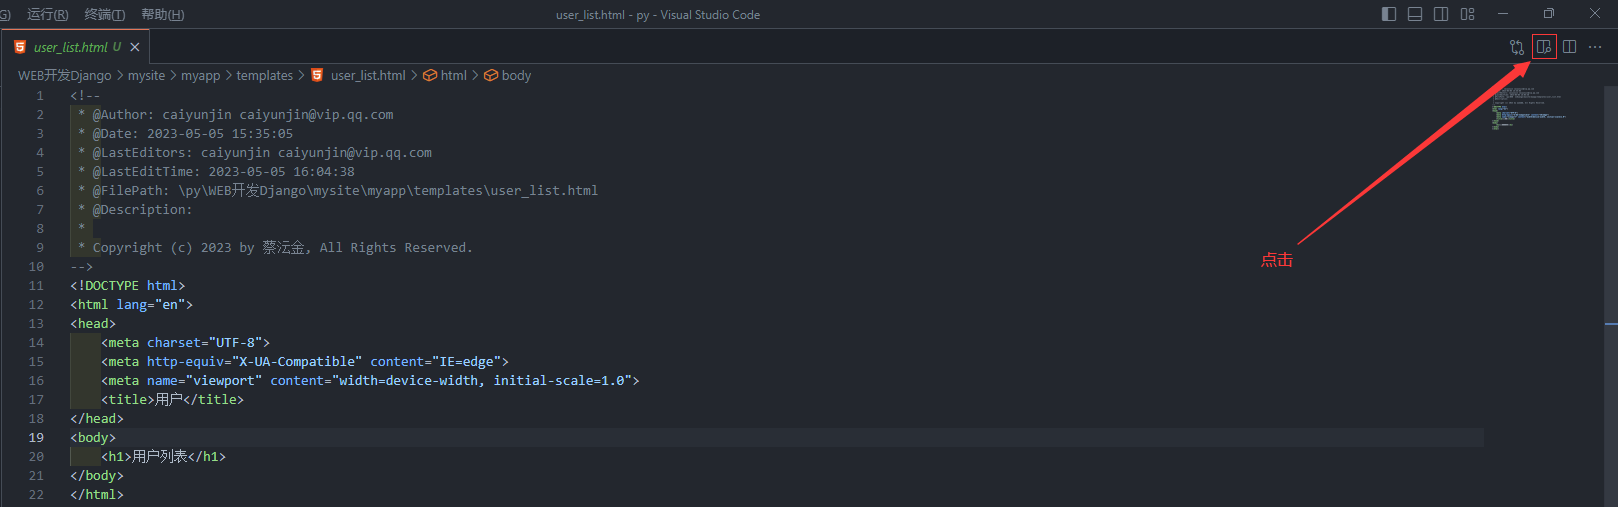 G) 运行(R) 终端(T) 帮助(H) user_list.html - py - Visual Studio Code
user_list.html U
WEB开发Django > mysite > myapp > templates > user_list.html > html > body
1 <!--
2 * @Author: caiyunjin caiyunjin@vip.qq.com
3 * @Date: 2023-05-05 15:35:05
4 * @LastEditors: caiyunjin caiyunjin@vip.qq.com
5 * @LastEditTime: 2023-05-05 16:04:38
6 * @FilePath: \py\WEB开发Django\mysite\myapp\templates\user_list.html
7 * @Description:
8 *
9 * Copyright (c) 2023 by 蔡沄金, All Rights Reserved.
10 -->
点击
11 <!DOCTYPE html>
12 <html lang="en">
13 <head>
14 <meta charset="UTF-8">
15 <meta http-equiv="X-UA-Compatible" content="IE=edge">
16 <meta name="viewport" content="width=device-width, initial-scale=1.0">
17 <title>用户</title>
18 </head>
19 <body>
20 <h1>用户列表</h1>
21 </body>
22 </html>